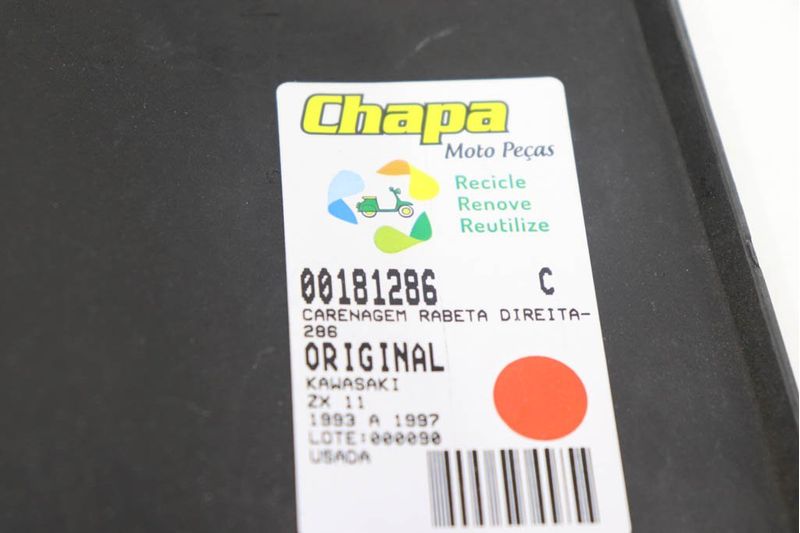 Chapa
Moto Peças
Recicle
Renove
Reutilize
00181286 C
CARENAGEM RABETA DIREITA-
286
ORIGINAL
KAWASAKI
ZX 11
1993 A 1997
LOTE:000090
USADA